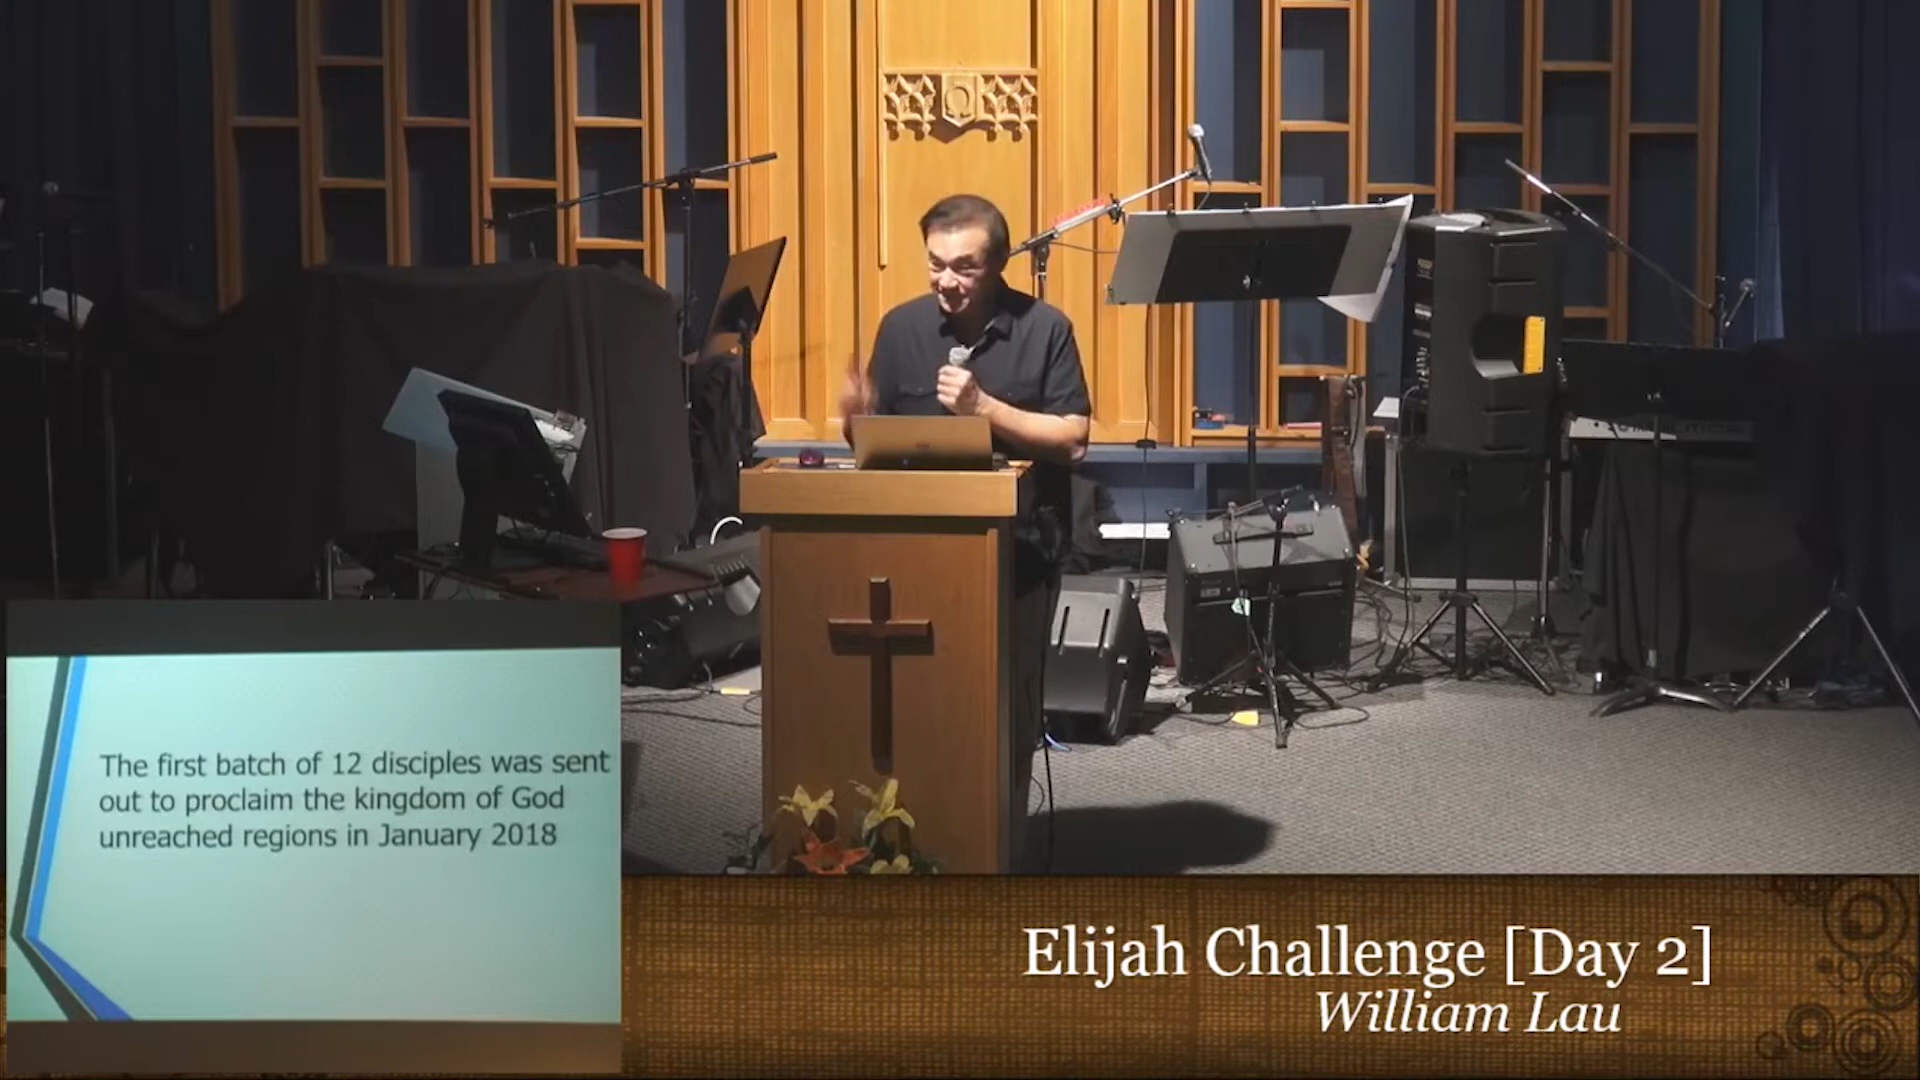 The first batch of 12 disciples was sent
out to proclaim the kingdom of God
unreached regions in January 2018
Elijah Challenge [Day 2]
William Lau